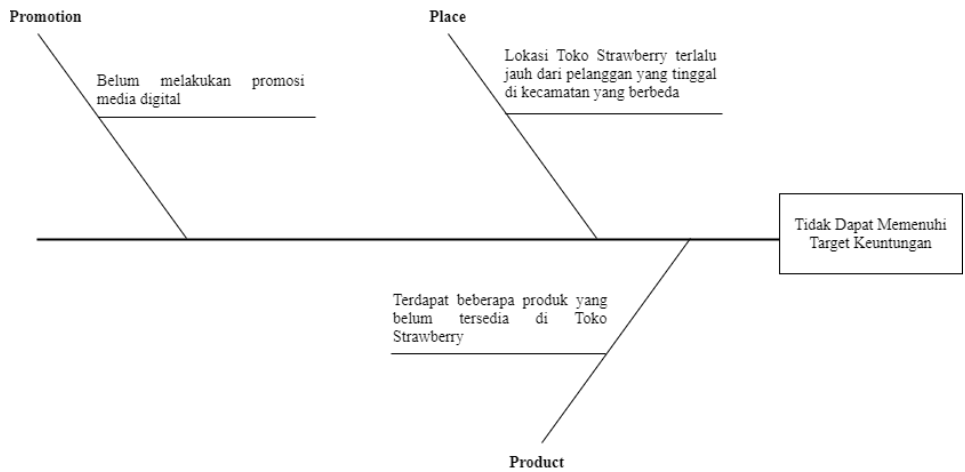 Promotion
Place
Belum melakukan promosi
media digital
Lokasi Toko Strawberry terlalu
jauh dari pelanggan yang tinggal
di kecamatan yang berbeda
Tidak Dapat Memenuhi
Target Keuntungan
Terdapat beberapa produk yang
belum tersedia di Toko
Strawberry
Product